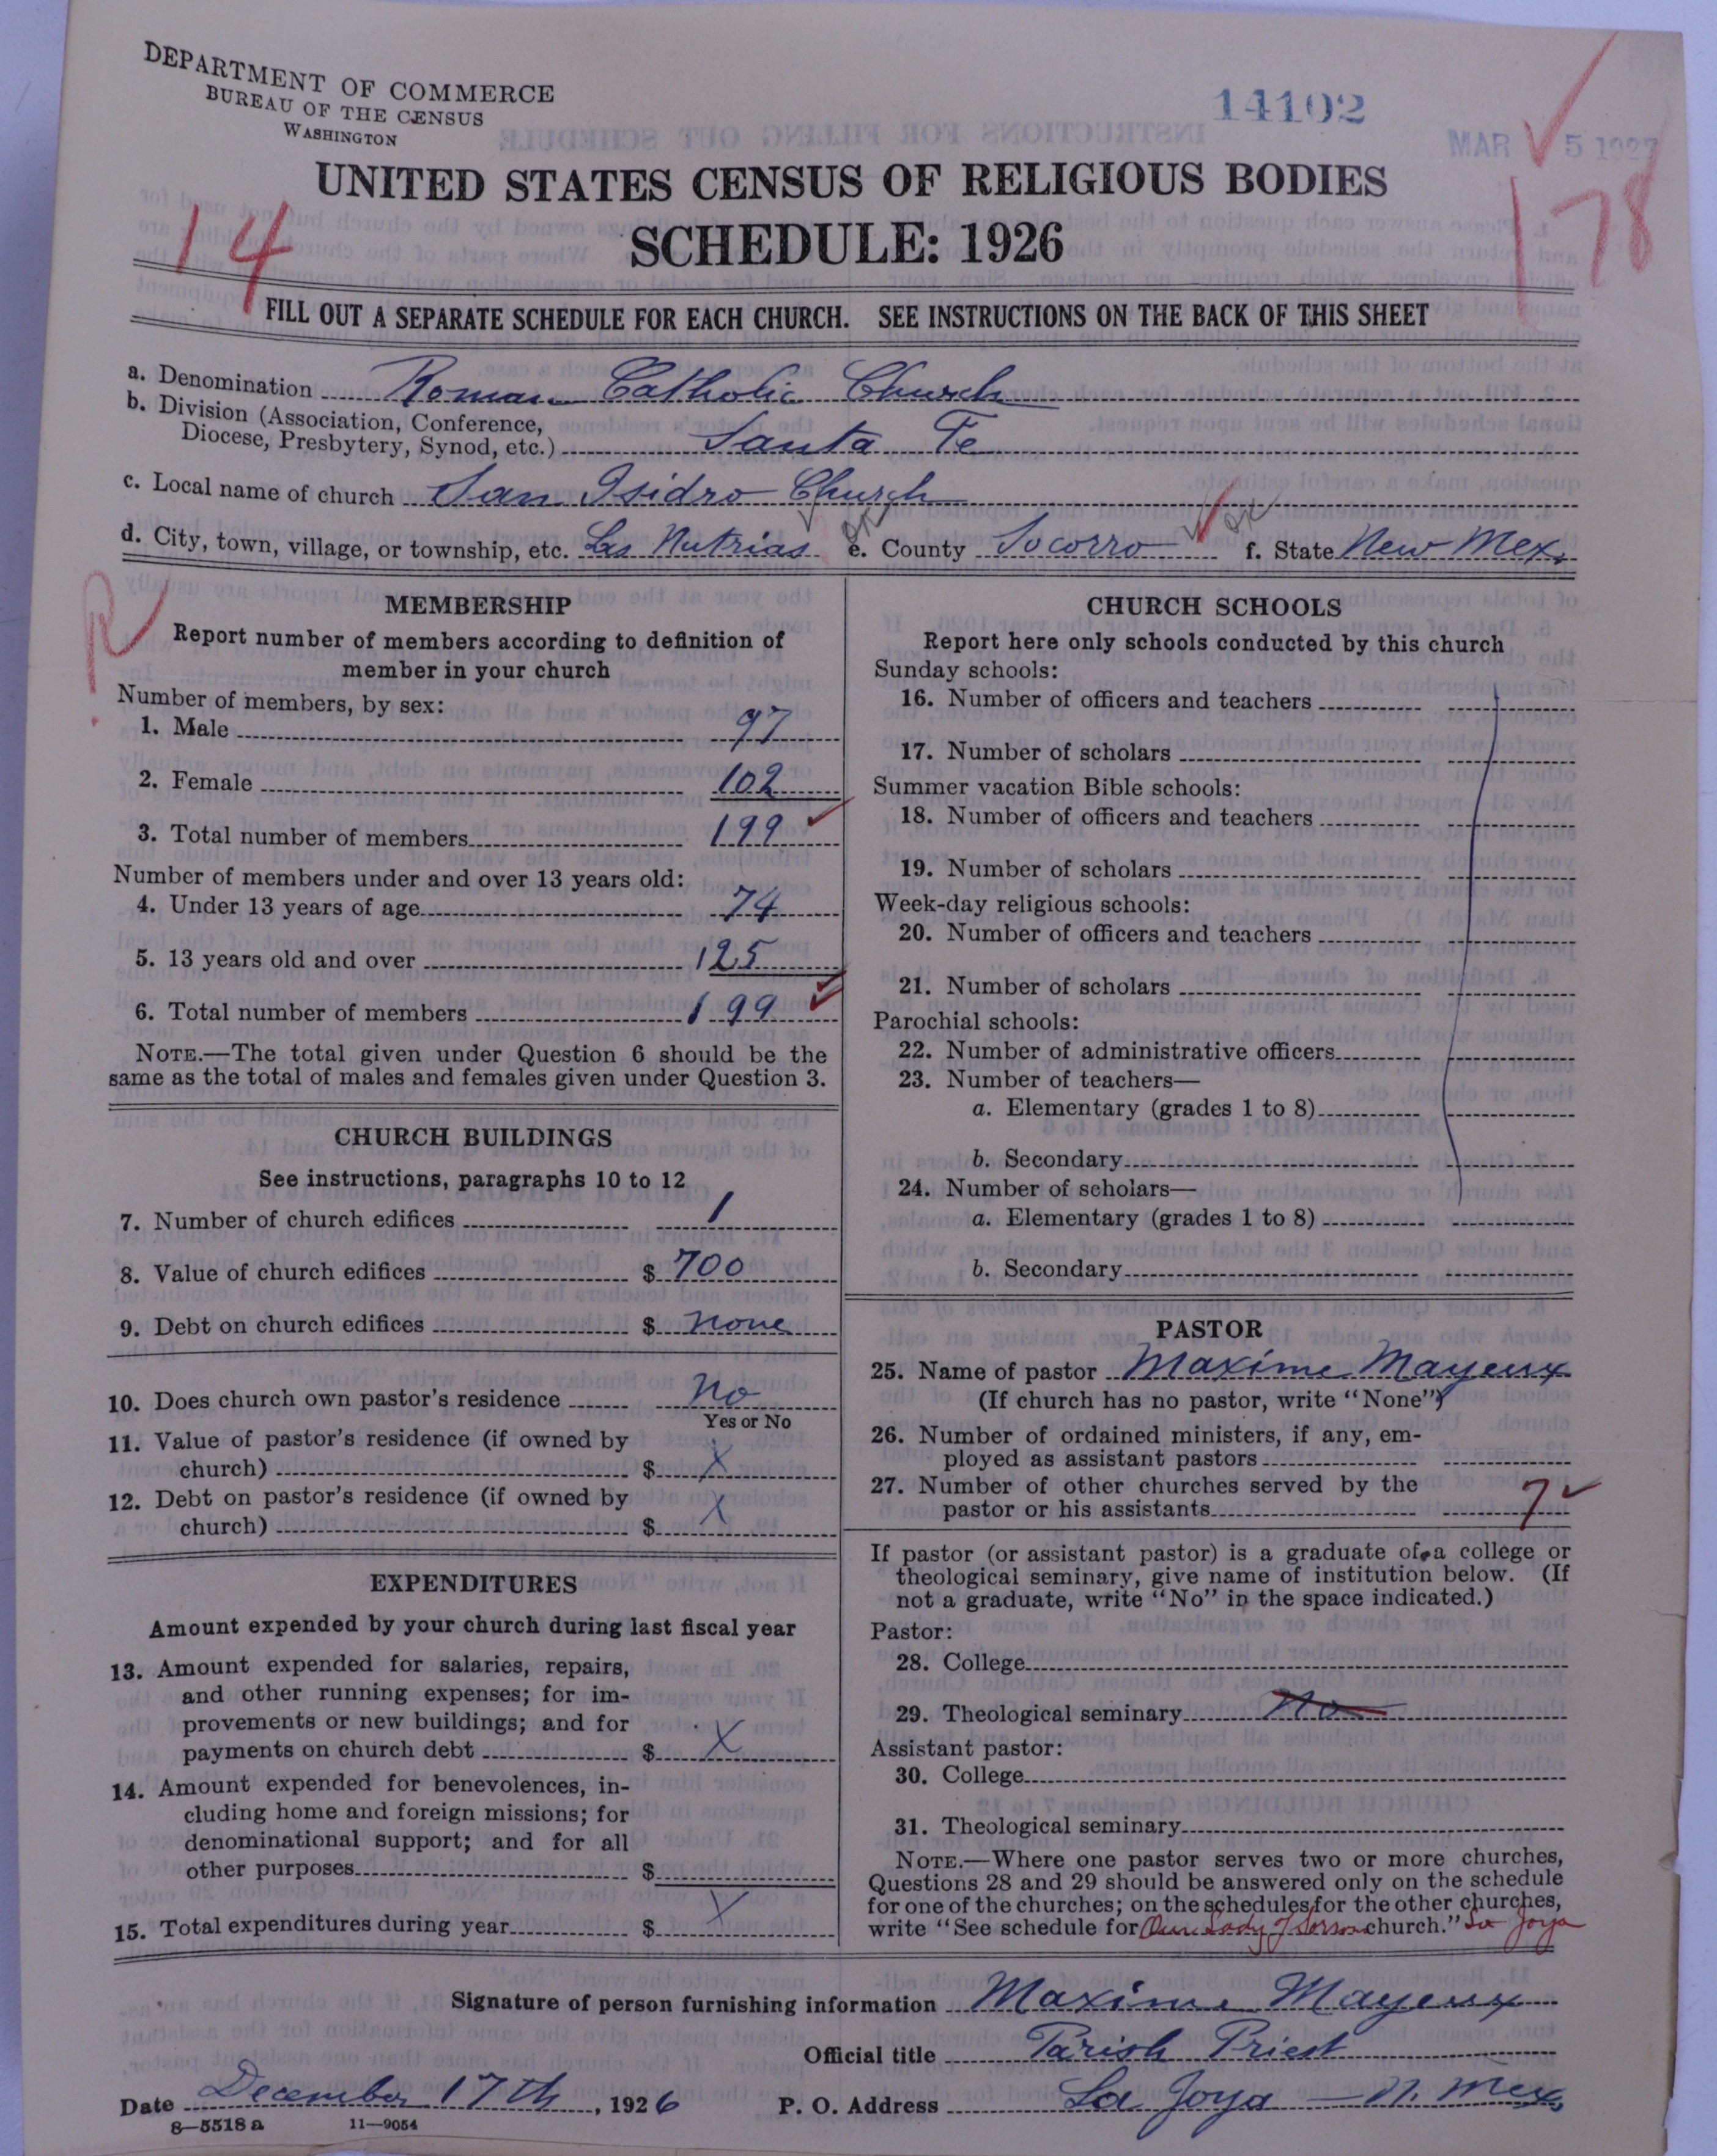 DEPARTMENT OF COMMERCE
BUREAU OF THE CENSUS
WASHINGTON
14102
MAR 5 1927
UNITED STATES CENSUS OF RELIGIOUS BODIES
SCHEDULE: 1926
14
178
FILL OUT A SEPARATE SCHEDULE FOR EACH CHURCH. SEE INSTRUCTIONS ON THE BACK OF THIS SHEET
a. Denomination Roman Catholic Church
b. Division (Association, Conference,
Diocese, Presbytery, Synod, etc.) Santa Fe
c. Local name of church San Isidro Church
d. City, town, village, or township, etc. Las Nutrias e. County Socorro f. State New Mex.
R
MEMBERSHIP
Report number of members according to definition of
member in your church
Number of members, by sex:
1. Male 97
2. Female 102
3. Total number of members 199
Number of members under and over 13 years old:
4. Under 13 years of age 74
5. 13 years old and over 125
6. Total number of members 199
NOTE.—The total given under Question 6 should be the
same as the total of males and females given under Question 3.
CHURCH BUILDINGS
See instructions, paragraphs 10 to 12
7. Number of church edifices 1
8. Value of church edifices $ 700
9. Debt on church edifices $ none
10. Does church own pastor's residence No
Yes or No
11. Value of pastor's residence (if owned by
church) $ X
12. Debt on pastor's residence (if owned by
church) $ X
EXPENDITURES
Amount expended by your church during last fiscal year
13. Amount expended for salaries, repairs,
and other running expenses; for im-
provements or new buildings; and for
payments on church debt $ X
14. Amount expended for benevolences, in-
cluding home and foreign missions; for
denominational support; and for all
other purposes $
15. Total expenditures during year $ X
CHURCH SCHOOLS
Report here only schools conducted by this church
Sunday schools:
16. Number of officers and teachers
17. Number of scholars
Summer vacation Bible schools:
18. Number of officers and teachers
19. Number of scholars
Week-day religious schools:
20. Number of officers and teachers
21. Number of scholars
Parochial schools:
22. Number of administrative officers
23. Number of teachers—
a. Elementary (grades 1 to 8)
b. Secondary
24. Number of scholars—
a. Elementary (grades 1 to 8)
b. Secondary
PASTOR
25. Name of pastor Maxime Mayeux
(If church has no pastor, write "None")
26. Number of ordained ministers, if any, em-
ployed as assistant pastors
27. Number of other churches served by the
pastor or his assistants 7
If pastor (or assistant pastor) is a graduate of a college or
theological seminary, give name of institution below. (If
not a graduate, write "No" in the space indicated.)
Pastor:
28. College
29. Theological seminary No
Assistant pastor:
30. College
31. Theological seminary
NOTE.—Where one pastor serves two or more churches,
Questions 28 and 29 should be answered only on the schedule
for one of the churches; on the schedules for the other churches,
write "See schedule for Our Lady of Sorrow church." La Joya
Signature of person furnishing information Maxime Mayeux
Official title Parish Priest
Date December 17th, 1926 P. O. Address La Joya — N. Mex.
8—5518 a 11—9054